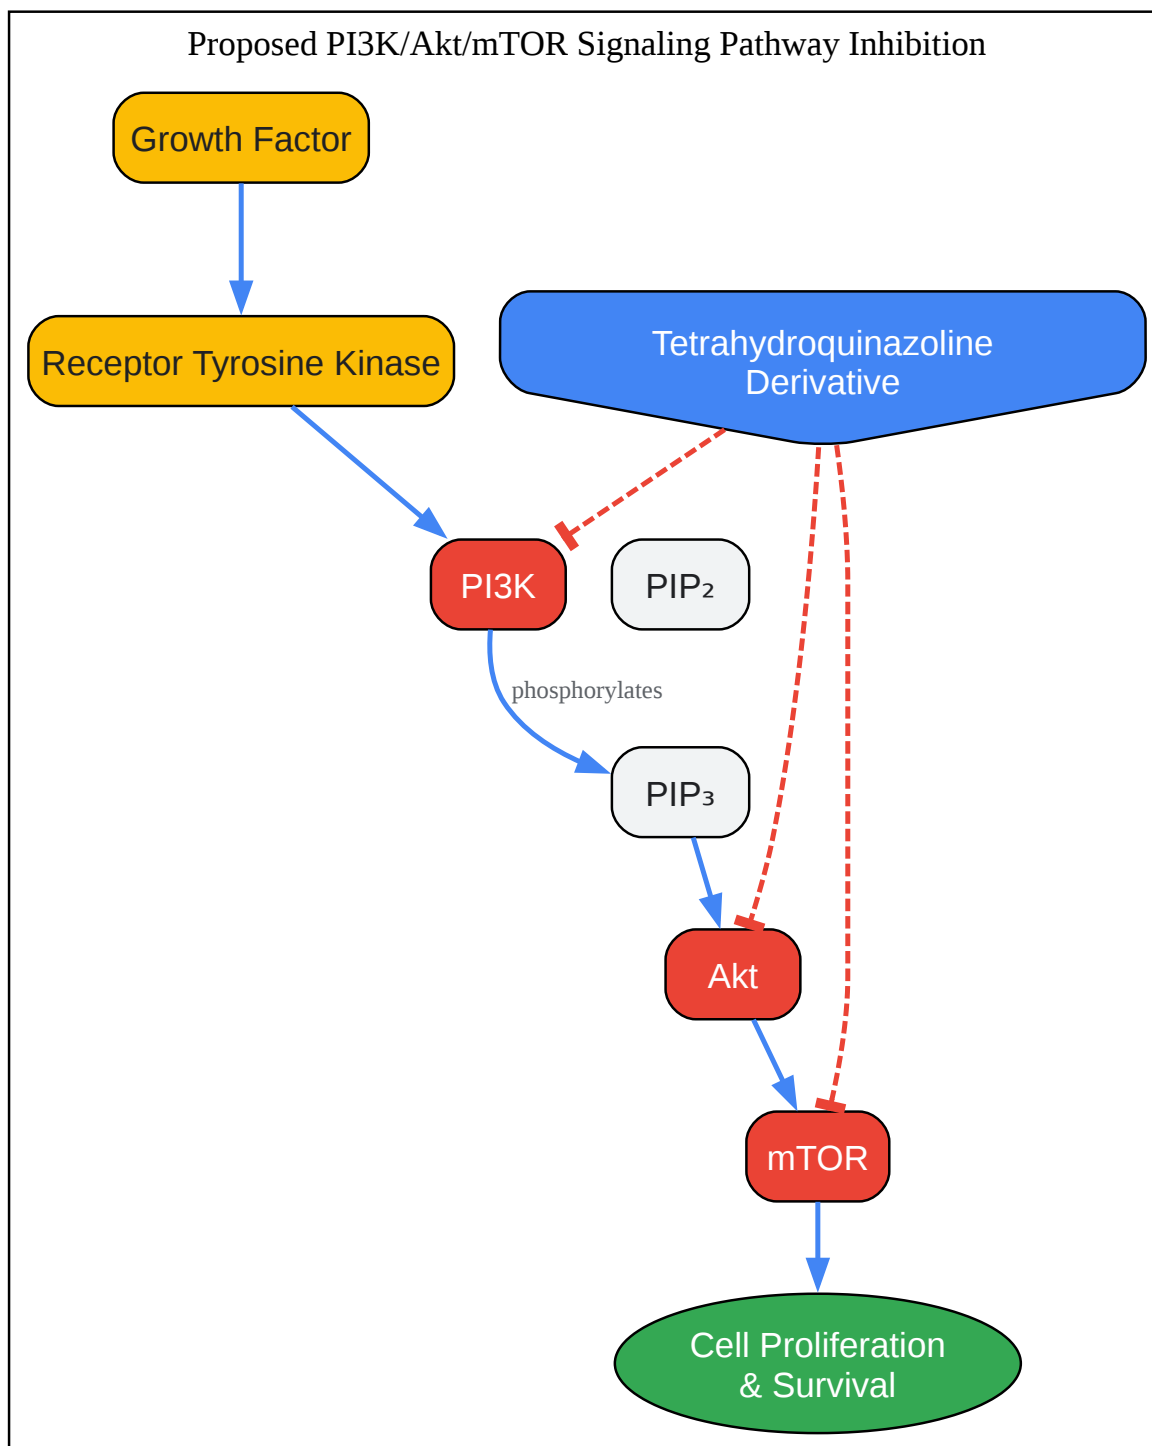 Proposed PI3K/Akt/mTOR Signaling Pathway Inhibition
Growth Factor
Receptor Tyrosine Kinase
Tetrahydroquinazoline
Derivative
PI3K
PIP₂
phosphorylates
PIP₃
Akt
mTOR
Cell Proliferation
& Survival